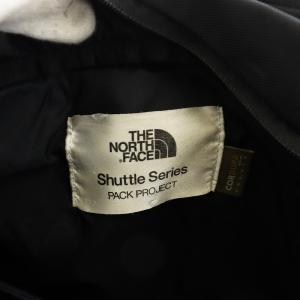 THE
NORTH
FACE
Shuttle Series
PACK PROJECT